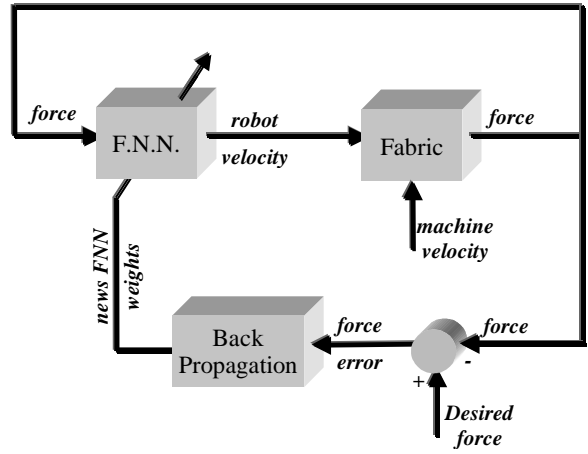 force
F.N.N.
robot
velocity
Fabric
force
machine
velocity
news FNN
weights
Back
Propagation
force
error
force
+
-
Desired
force